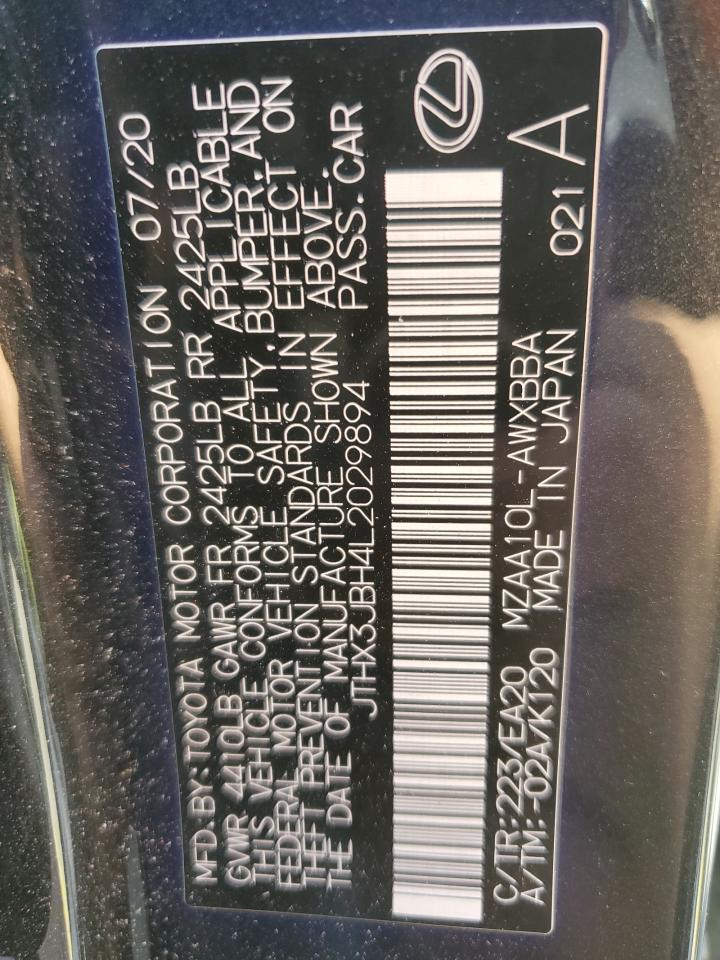 MFD. BY: TOYOTA MOTOR CORPORATION 07/20
GVWR 4410LB GAWR FR 2425LB RR 2425LB
THIS VEHICLE CONFORMS TO ALL APPLICABLE
FEDERAL MOTOR VEHICLE SAFETY, BUMPER, AND
THEFT PREVENTION STANDARDS IN EFFECT ON
THE DATE OF MANUFACTURE SHOWN ABOVE.
JTHX3JBH4L2029894 PASS. CAR
C/TR: 223/EA20 MZAA10L-AWXBBA 021 A
A/TM: -02A/K120 MADE IN JAPAN